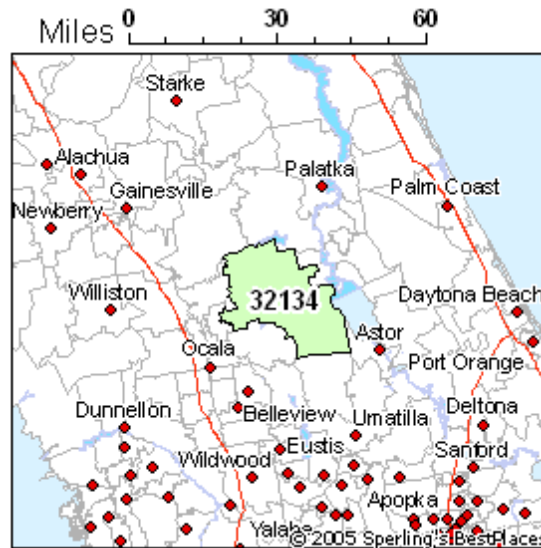 Miles 0 30 60
Starke
Alachua
Palatka
Gainesville
Palm Coast
Newberry
32134
Williston
Daytona Beach
Astor
Ocala
Port Orange
Dunnellon
Belleview
Umatilla
Deltona
Eustis
Sanford
Wildwood
Apopka
Yalaha
© 2005 Sperling's BestPlaces